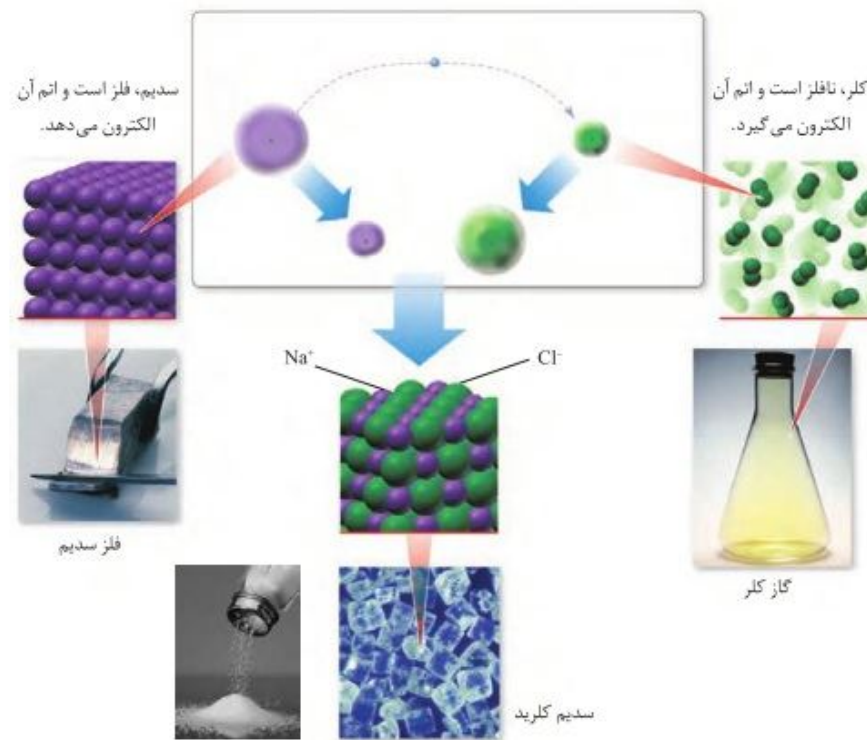 کلر، نافلز است و اتم آن
الکترون می‌گیرد.
سدیم، فلز است و اتم آن
الکترون می‌دهد.
Na⁺
Cl⁻
فلز سدیم
گاز کلر
سدیم کلرید